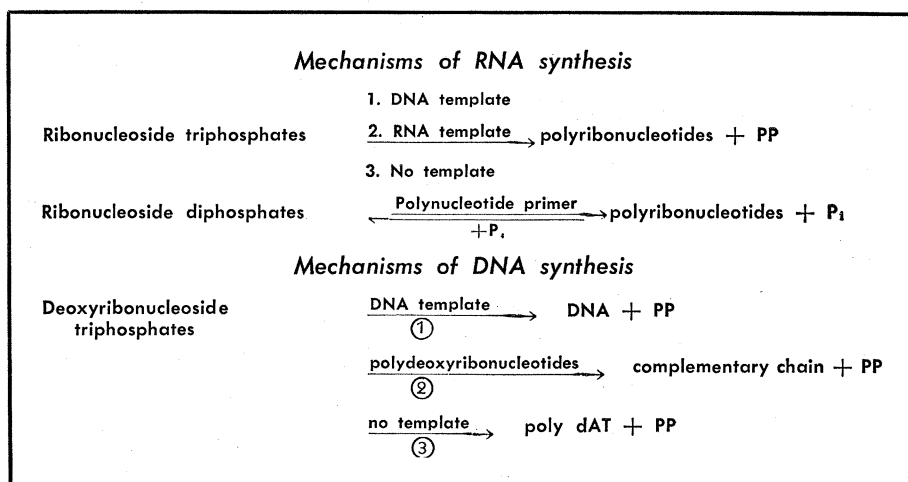 Mechanisms of RNA synthesis
1. DNA template
Ribonucleoside triphosphates 2. RNA template polyribonucleotides + PP
3. No template
Ribonucleoside diphosphates Polynucleotide primer polyribonucleotides + Pi
+P.
Mechanisms of DNA synthesis
Deoxyribonucleoside DNA template DNA + PP
triphosphates ①
polydeoxyribonucleotides complementary chain + PP
②
no template poly dAT + PP
③